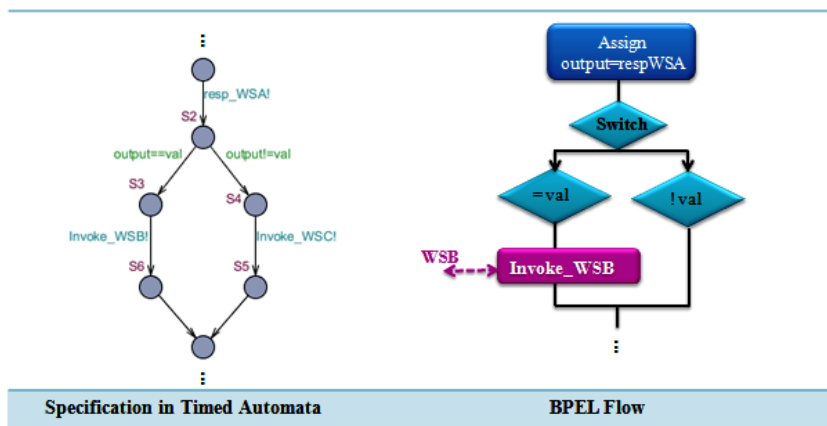 ⋮
resp_WSA!
S2
output==val
output!=val
S3
S4
Invoke_WSB!
Invoke_WSC!
S6
S5
⋮
Specification in Timed Automata
Assign
output=respWSA
Switch
=val
!val
WSB
Invoke_WSB
⋮
BPEL Flow